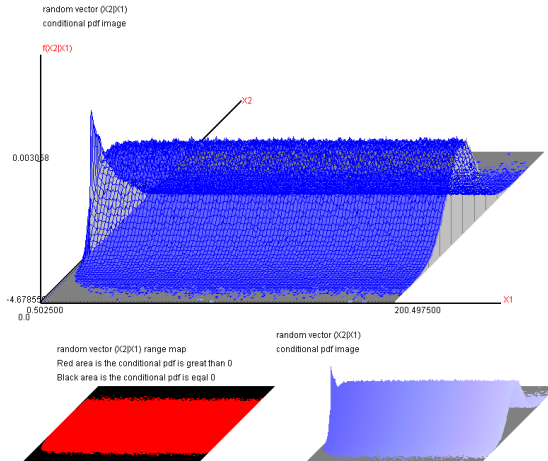 random vector (X2|X1)
conditional pdf image
f(X2|X1)
X2
0.003058
-4.678550
0.502500
200.497500
X1
0.0
random vector (X2|X1)
conditional pdf image
random vector (X2|X1) range map
Red area is the conditional pdf is great than 0
Black area is the conditional pdf is eqal 0